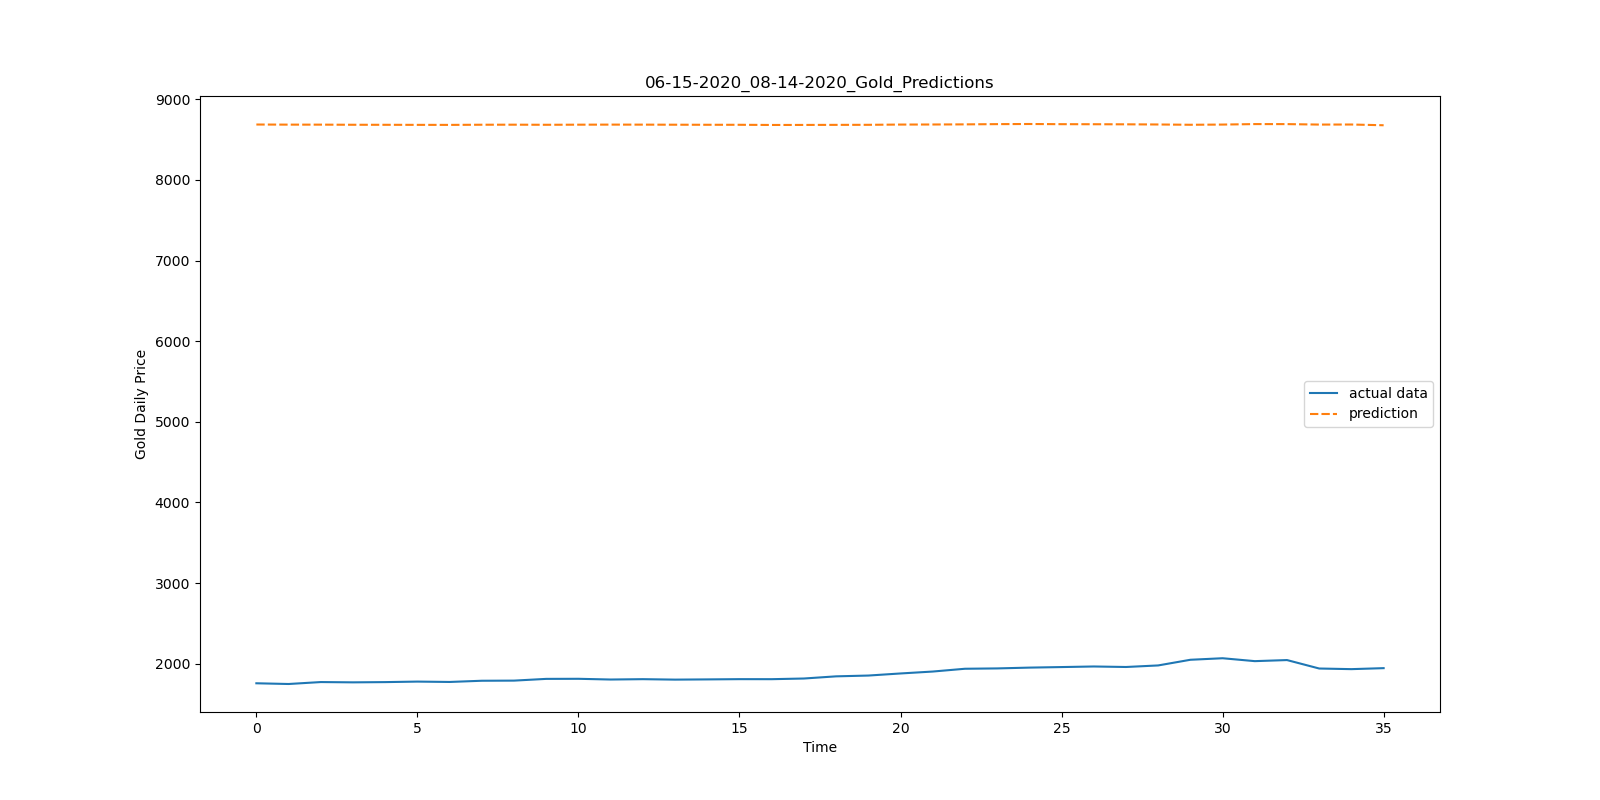 06-15-2020_08-14-2020_Gold_Predictions
9000
8000
7000
6000
5000
4000
3000
2000
Gold Daily Price
actual data
prediction
0 5 10 15 20 25 30 35
Time